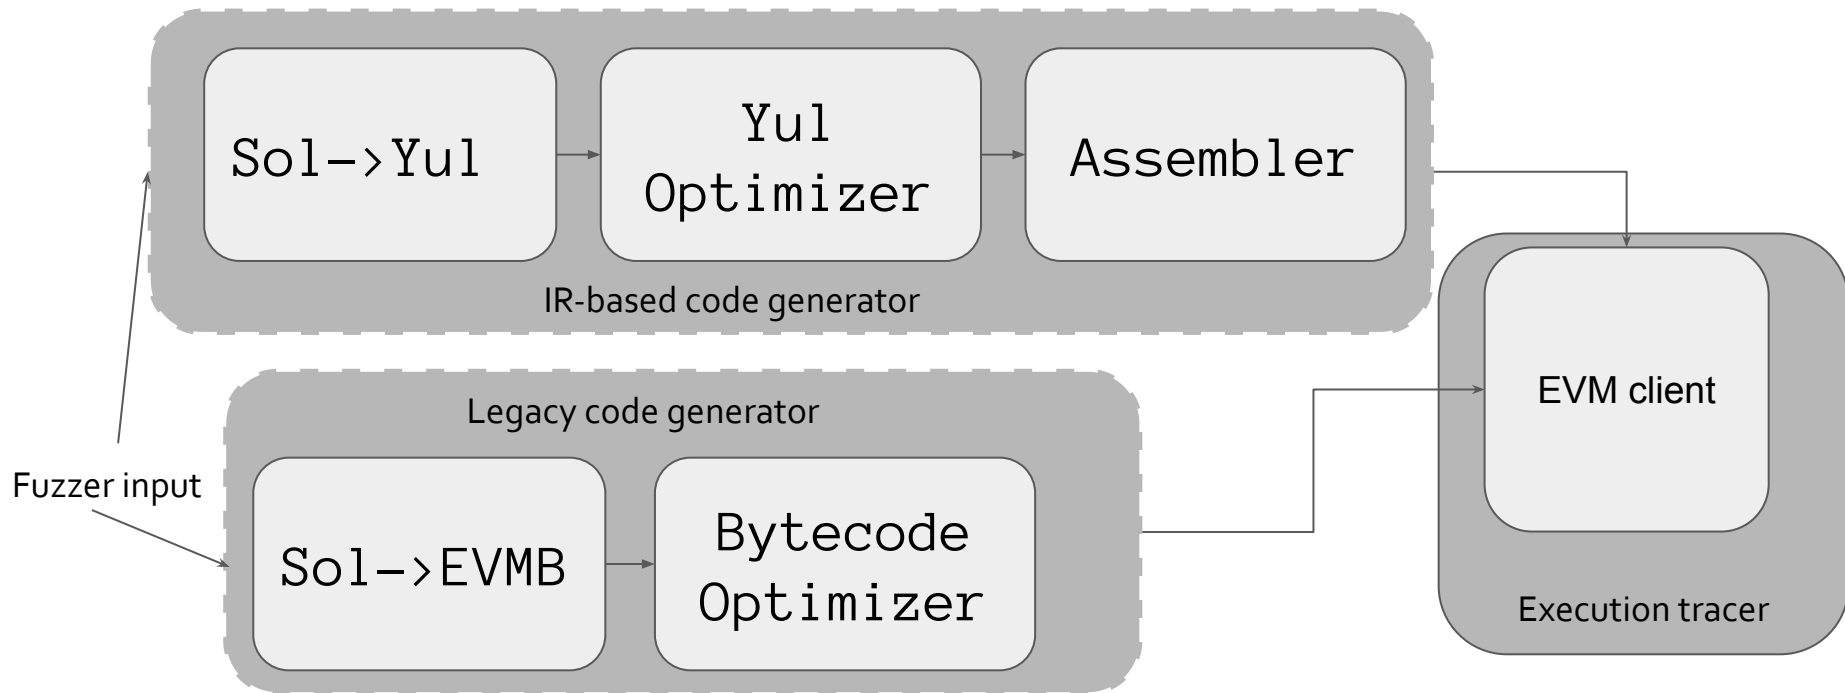 Sol->Yul
Yul
Optimizer
Assembler
IR-based code generator
Legacy code generator
Fuzzer input
Sol->EVMB
Bytecode
Optimizer
EVM client
Execution tracer